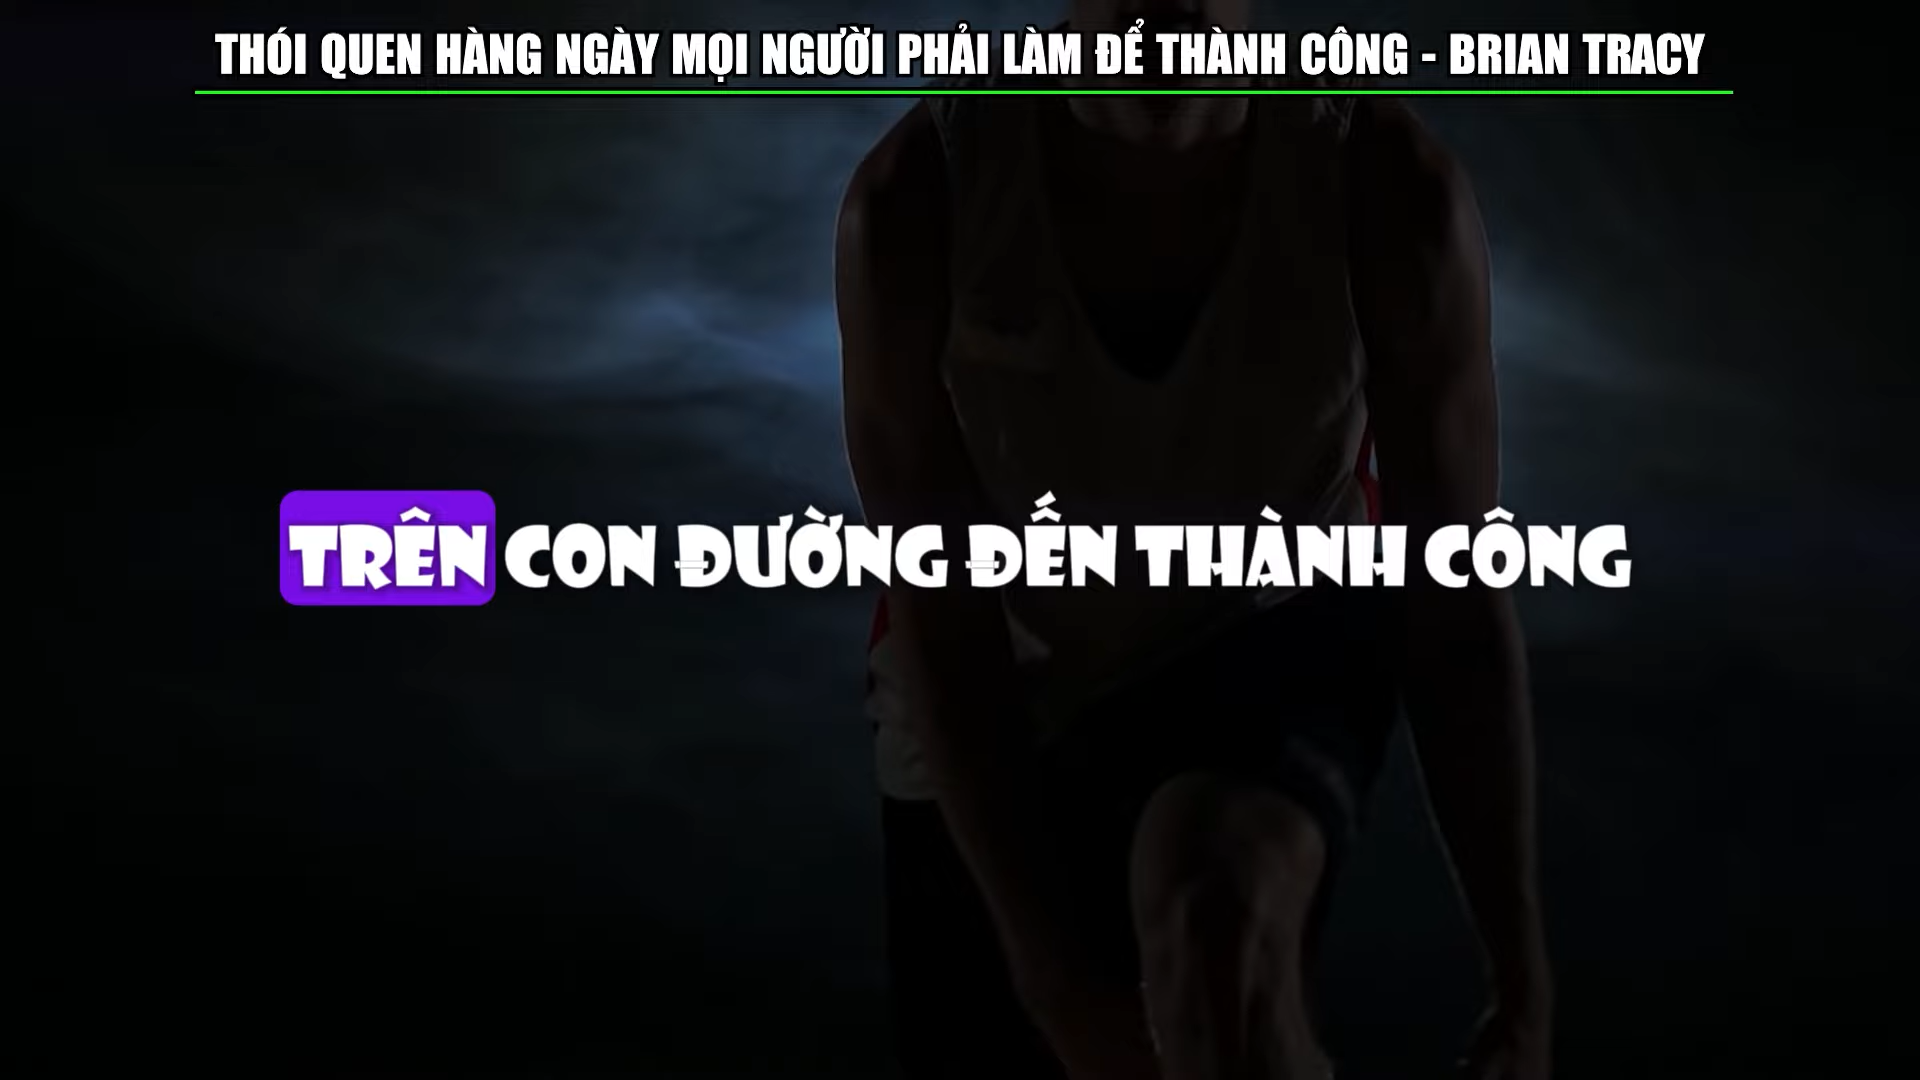 THÓI QUEN HÀNG NGÀY MỌI NGƯỜI PHẢI LÀM ĐỂ THÀNH CÔNG - BRIAN TRACY
TRÊN CON ĐƯỜNG ĐẾN THÀNH CÔNG